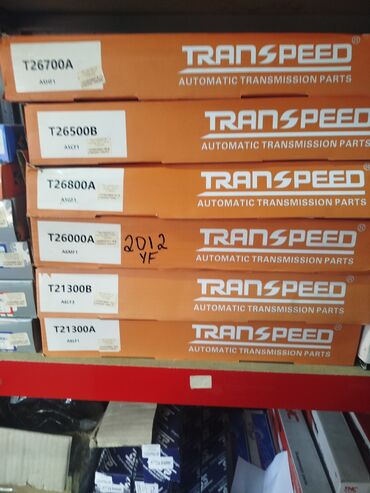 T26700A
TRANSPEED®
AUTOMATIC TRANSMISSION PARTS
T26500B
TRANSPEED®
AUTOMATIC TRANSMISSION PARTS
T26800A
TRANSPEED®
AUTOMATIC TRANSMISSION PARTS
T26000A
2012
YF
TRANSPEED®
AUTOMATIC TRANSMISSION PARTS
T21300B
TRANSPEED®
AUTOMATIC TRANSMISSION PARTS
T21300A
TRANSPEED®
AUTOMATIC TRANSMISSION PARTS